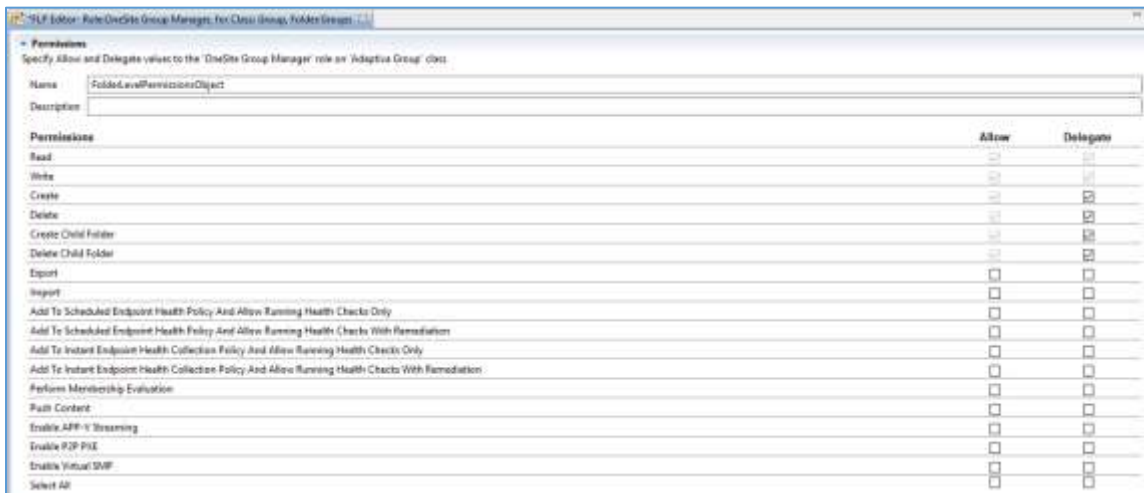 *FLP Editor - Role:OneSite Group Manager, for Class: Group, Folder:Groups
Permissions
Specify Allow and Delegate values to the 'OneSite Group Manager' role on 'Adaptiva Group' class.
Name FolderLevelPermissionsObject
Description
Permissions Allow Delegate
Read
Write
Create
Delete
Create Child Folder
Delete Child Folder
Export
Import
Add To Scheduled Endpoint Health Policy And Allow Running Health Checks Only
Add To Scheduled Endpoint Health Policy And Allow Running Health Checks With Remediation
Add To Instant Endpoint Health Collection Policy And Allow Running Health Checks Only
Add To Instant Endpoint Health Collection Policy And Allow Running Health Checks With Remediation
Perform Membership Evaluation
Push Content
Enable APP-V Streaming
Enable P2P PXE
Enable Virtual SMP
Select All